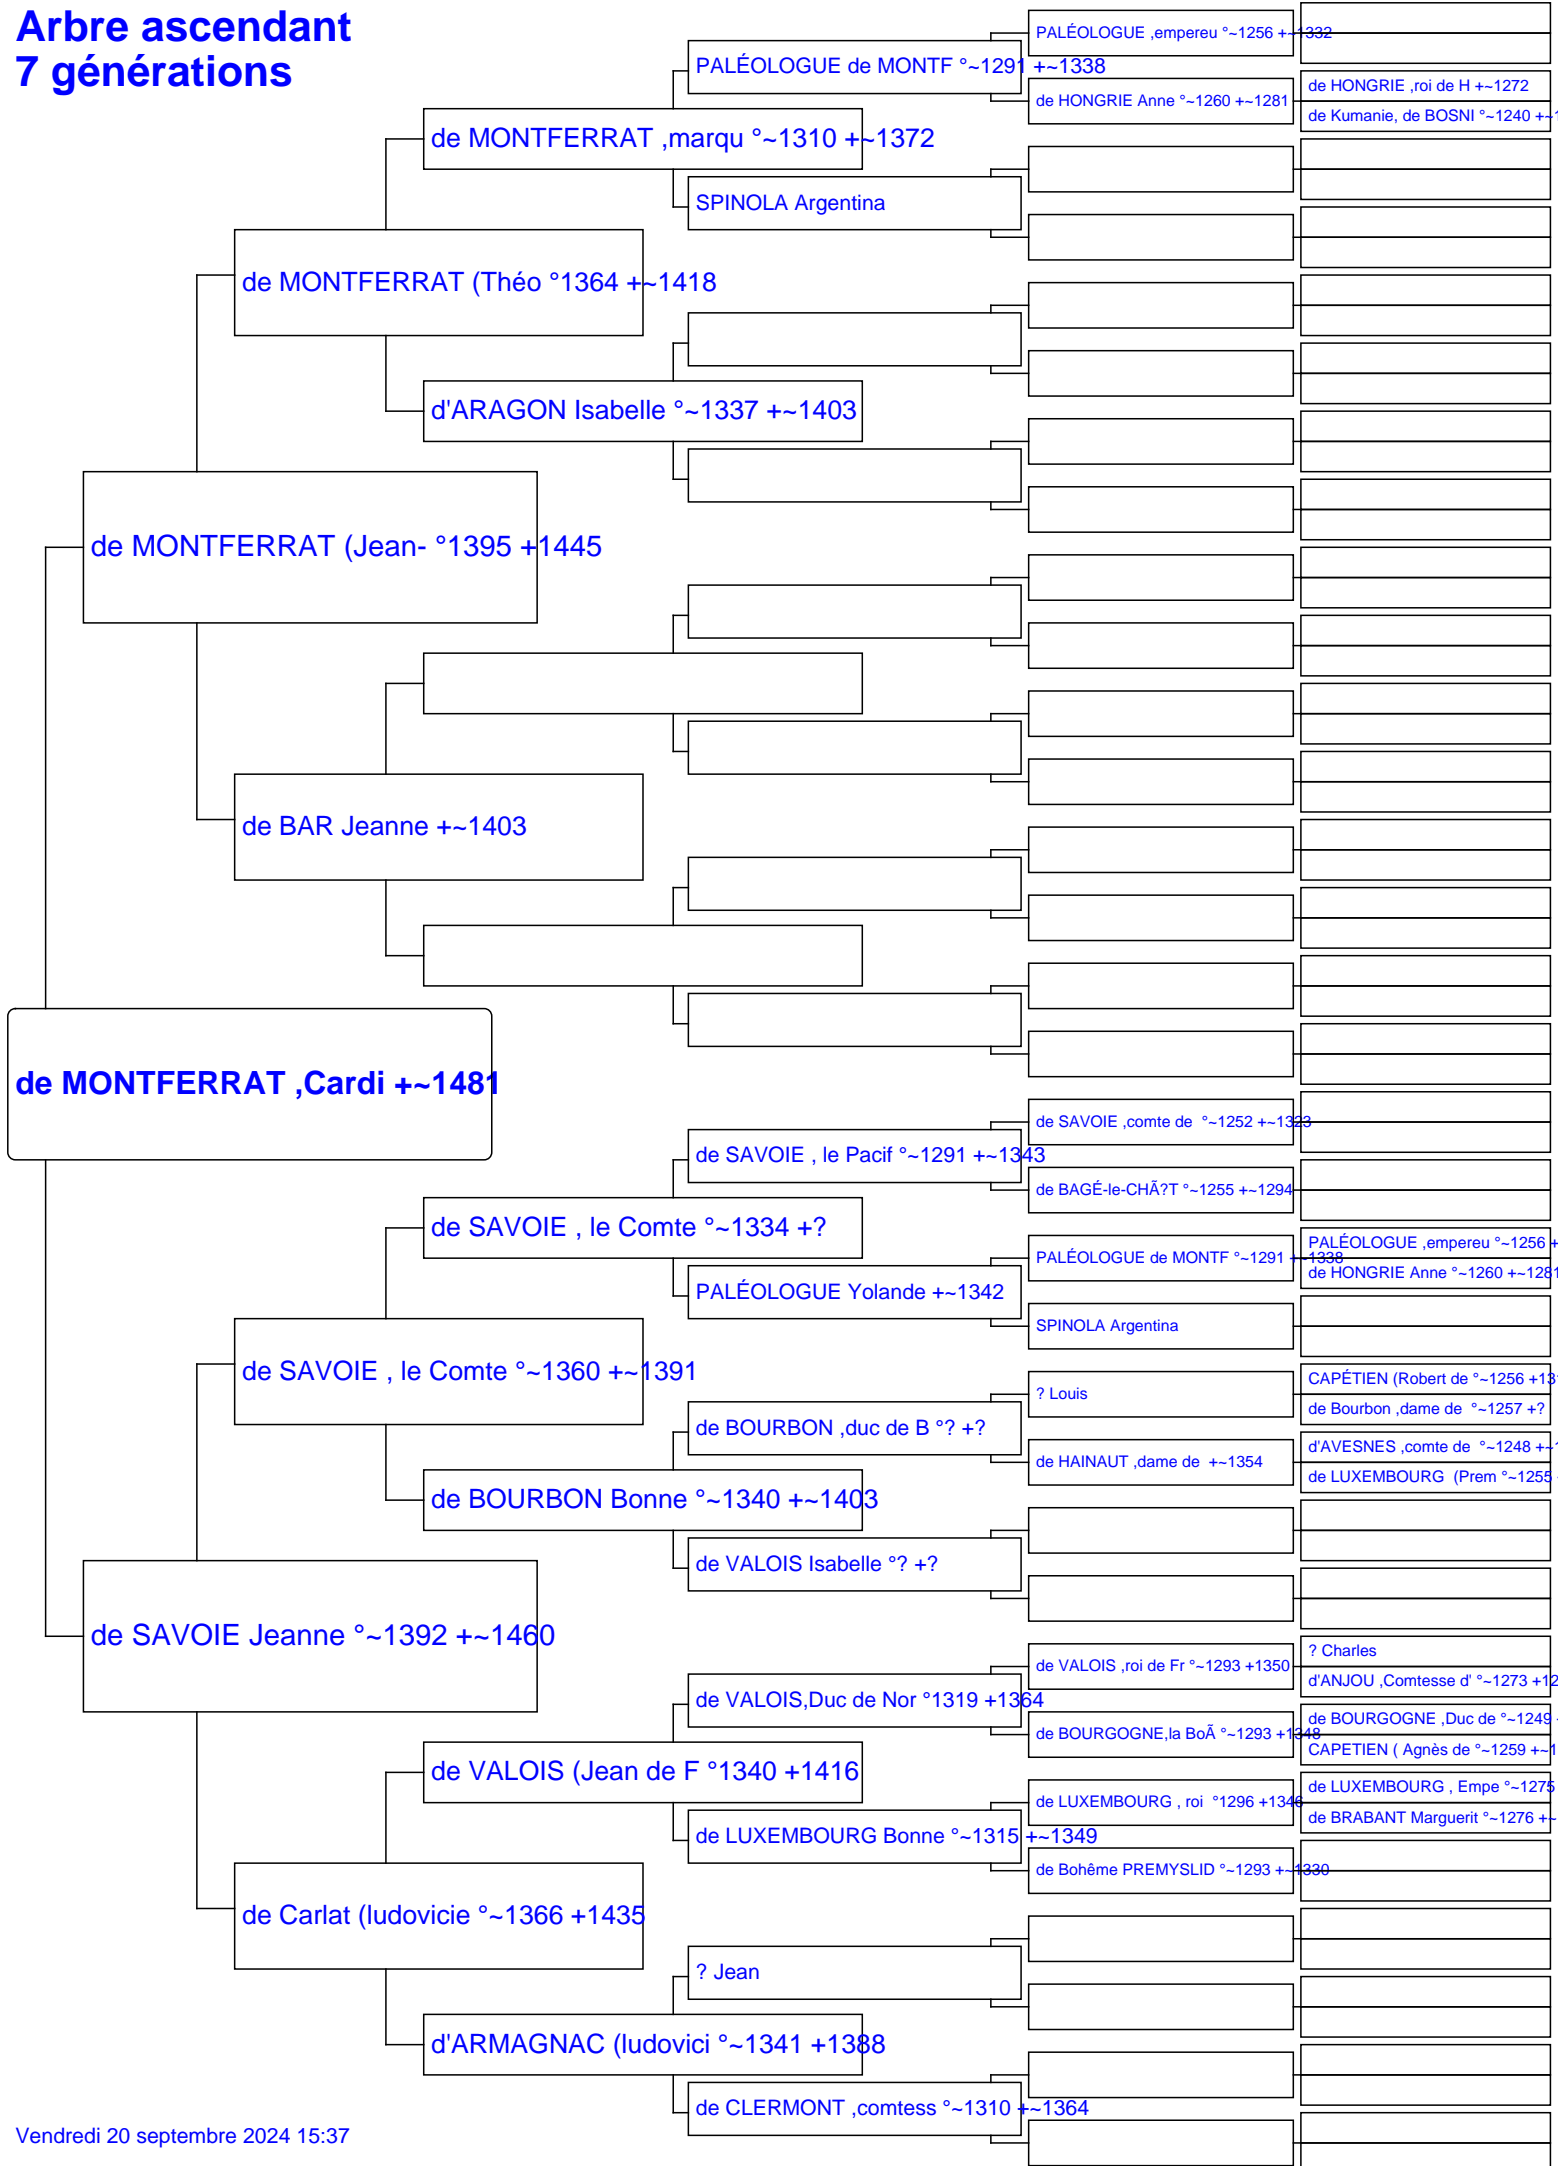 Arbre ascendant
7 générations
PALÉOLOGUE ,empereu °~1256 +~1332
PALÉOLOGUE de MONTF °~1291 +~1338
de HONGRIE ,roi de H +~1272
de HONGRIE Anne °~1260 +~1281
de Kumanie, de BOSNI °~1240 +~1
de MONTFERRAT ,marqu °~1310 +~1372
SPINOLA Argentina
de MONTFERRAT (Théo °1364 +~1418
d'ARAGON Isabelle °~1337 +~1403
de MONTFERRAT (Jean- °1395 +1445
de BAR Jeanne +~1403
de MONTFERRAT ,Cardi +~1481
de SAVOIE ,comte de °~1252 +~1323
de SAVOIE , le Pacif °~1291 +~1343
de BAGÉ-le-CHÃ?T °~1255 +~1294
de SAVOIE , le Comte °~1334 +?
PALÉOLOGUE ,empereu °~1256 +
PALÉOLOGUE de MONTF °~1291 +~1338
de HONGRIE Anne °~1260 +~1281
PALÉOLOGUE Yolande +~1342
SPINOLA Argentina
de SAVOIE , le Comte °~1360 +~1391
CAPÉTIEN (Robert de °~1256 +131
? Louis
de Bourbon ,dame de °~1257 +?
de BOURBON ,duc de B °? +?
d'AVESNES ,comte de °~1248 +~1
de HAINAUT ,dame de +~1354
de LUXEMBOURG (Prem °~1255
de BOURBON Bonne °~1340 +~1403
de VALOIS Isabelle °? +?
de SAVOIE Jeanne °~1392 +~1460
? Charles
de VALOIS ,roi de Fr °~1293 +1350
d'ANJOU ,Comtesse d' °~1273 +12
de VALOIS,Duc de Nor °1319 +1364
de BOURGOGNE ,Duc de °~1249
de BOURGOGNE,la BoÃ °~1293 +1348
CAPETIEN ( Agnès de °~1259 +~1
de VALOIS (Jean de F °1340 +1416
de LUXEMBOURG , Empe °~1275
de LUXEMBOURG , roi °1296 +1346
de BRABANT Marguerit °~1276 +~
de LUXEMBOURG Bonne °~1315 +~1349
de Bohême PREMYSLID °~1293 +~1330
de Carlat (ludovicie °~1366 +1435
? Jean
d'ARMAGNAC (ludovici °~1341 +1388
de CLERMONT ,comtess °~1310 +~1364
Vendredi 20 septembre 2024 15:37